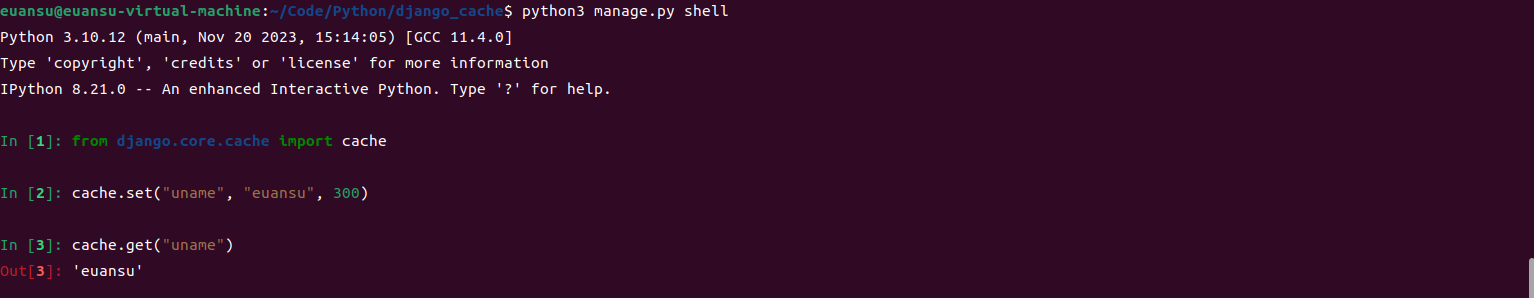 euansu@euansu-virtual-machine:~/Code/Python/django_cache$ python3 manage.py shell
Python 3.10.12 (main, Nov 20 2023, 15:14:05) [GCC 11.4.0]
Type 'copyright', 'credits' or 'license' for more information
IPython 8.21.0 -- An enhanced Interactive Python. Type '?' for help.
In [1]: from django.core.cache import cache
In [2]: cache.set("uname", "euansu", 300)
In [3]: cache.get("uname")
Out[3]: 'euansu'